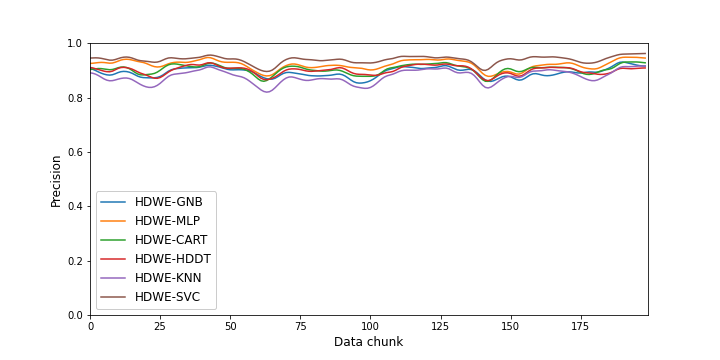 1.0
0.8
0.6
0.4
0.2
0.0
Precision
HDWE-GNB
HDWE-MLP
HDWE-CART
HDWE-HDDT
HDWE-KNN
HDWE-SVC
0 25 50 75 100 125 150 175
Data chunk